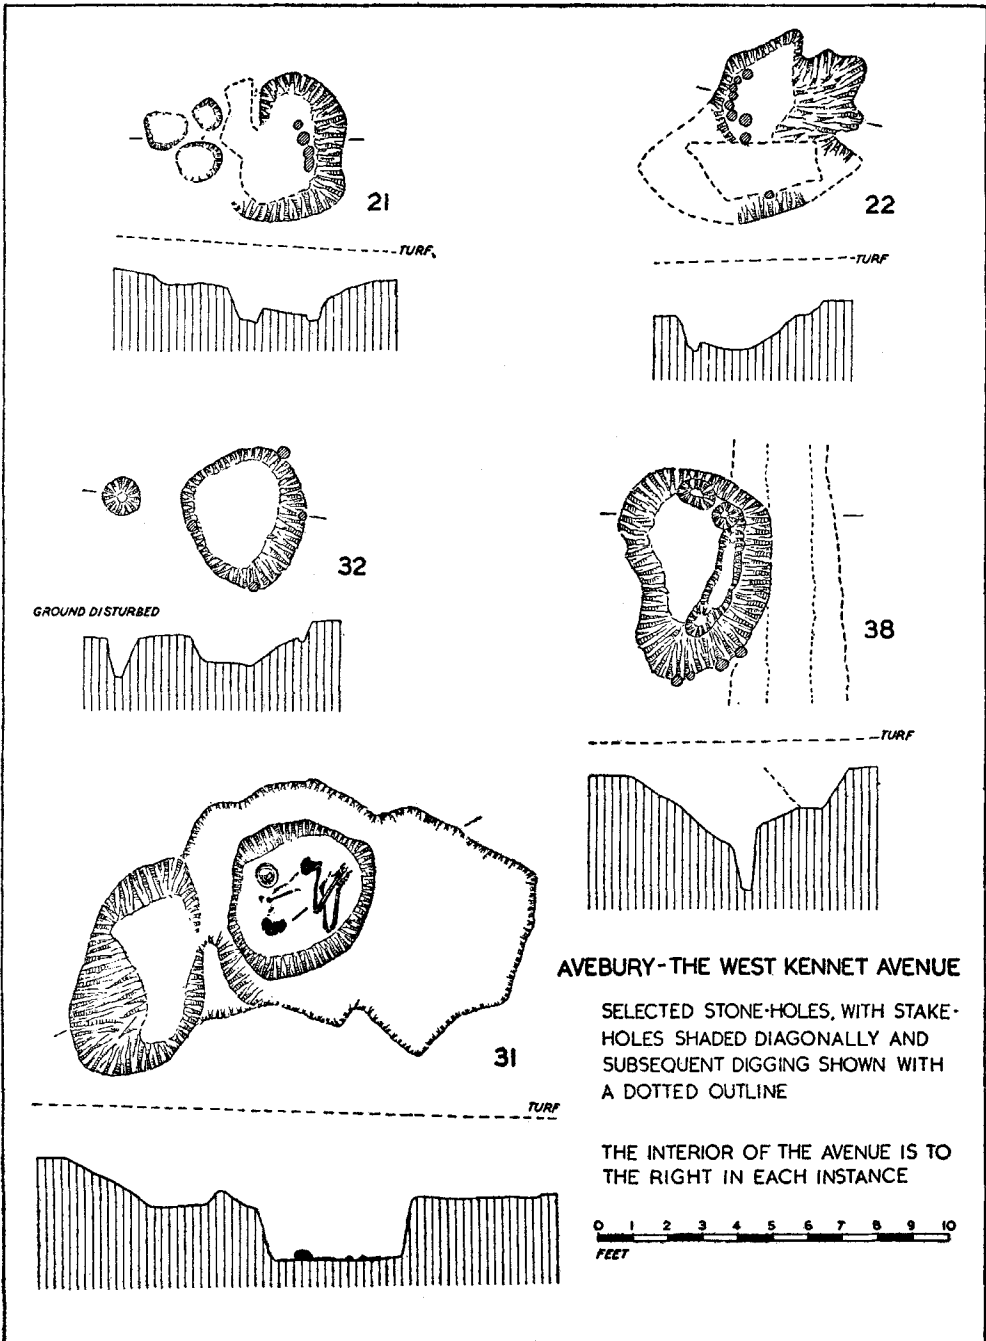 21
22
TURF.
TURF
32
GROUND DISTURBED
38
TURF
31
AVEBURY-THE WEST KENNET AVENUE
SELECTED STONE-HOLES, WITH STAKE-
HOLES SHADED DIAGONALLY AND
SUBSEQUENT DIGGING SHOWN WITH
A DOTTED OUTLINE
TURF
THE INTERIOR OF THE AVENUE IS TO
THE RIGHT IN EACH INSTANCE
0 1 2 3 4 5 6 7 8 9 10
FEET